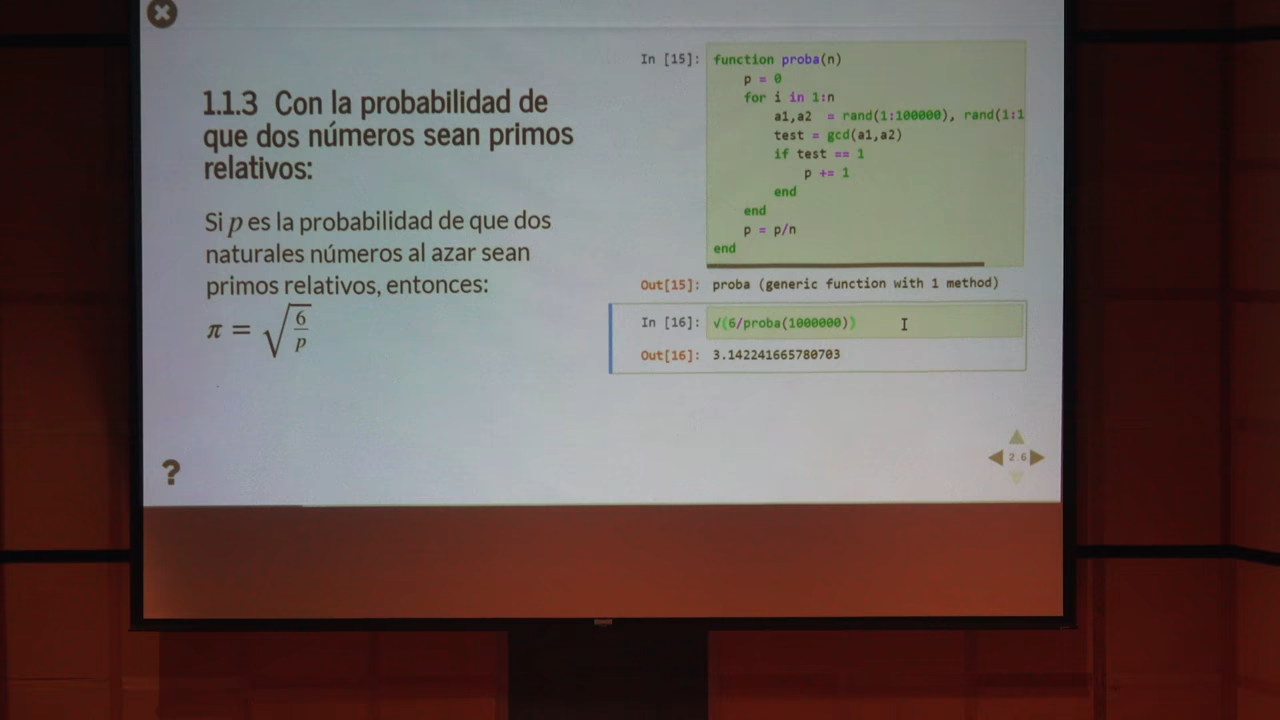 1.1.3 Con la probabilidad de
que dos números sean primos
relativos:
Si p es la probabilidad de que dos
naturales números al azar sean
primos relativos, entonces:
π = √(6/p)
In [15]: function proba(n)
p = 0
for i in 1:n
a1,a2 = rand(1:100000), rand(1:1
test = gcd(a1,a2)
if test == 1
p += 1
end
end
p = p/n
end
Out[15]: proba (generic function with 1 method)
In [16]: √(6/proba(1000000))
Out[16]: 3.142241665780703
?
2.6